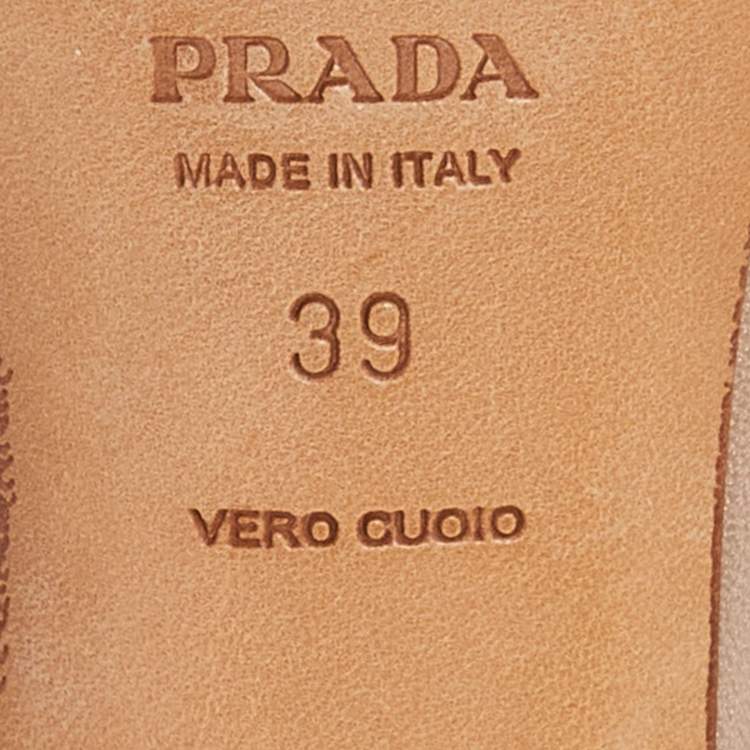 PRADA
MADE IN ITALY
39
VERO CUOIO